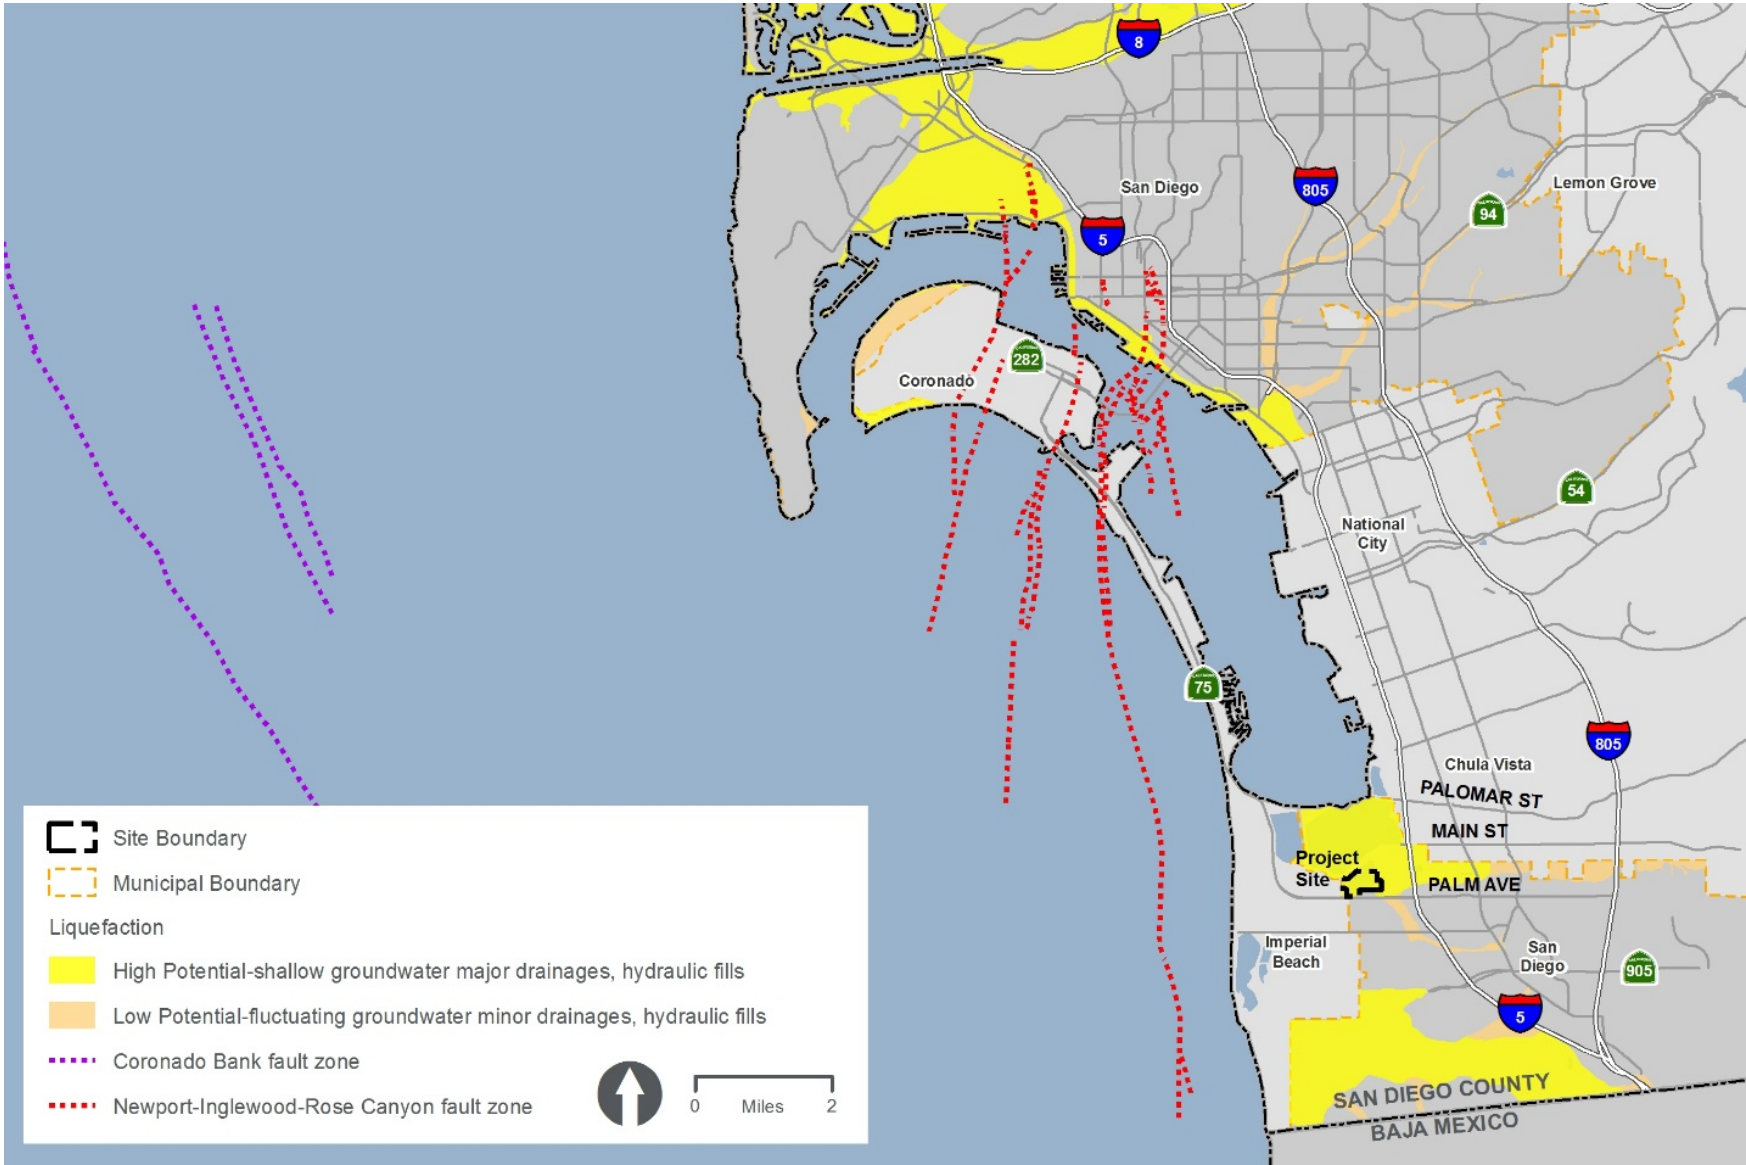 8
San Diego
805
Lemon Grove
94
5
282
Coronado
54
National
City
75
805
Chula Vista
PALOMAR ST
MAIN ST
Project
Site
PALM AVE
Imperial
Beach
San
Diego
905
5
SAN DIEGO COUNTY
BAJA MEXICO
Site Boundary
Municipal Boundary
Liquefaction
High Potential-shallow groundwater major drainages, hydraulic fills
Low Potential-fluctuating groundwater minor drainages, hydraulic fills
Coronado Bank fault zone
Newport-Inglewood-Rose Canyon fault zone
0 Miles 2